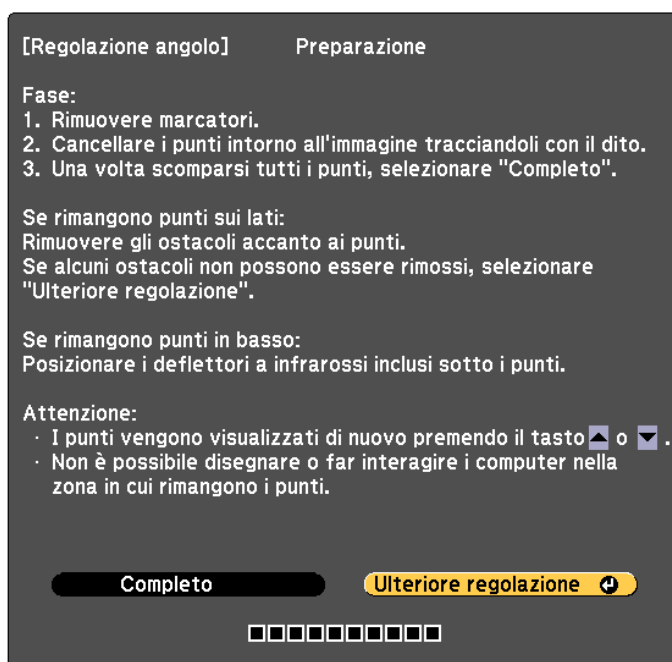 [Regolazione angolo] Preparazione
Fase:
1. Rimuovere marcatori.
2. Cancellare i punti intorno all'immagine tracciandoli con il dito.
3. Una volta scomparsi tutti i punti, selezionare "Completo".
Se rimangono punti sui lati:
Rimuovere gli ostacoli accanto ai punti.
Se alcuni ostacoli non possono essere rimossi, selezionare
"Ulteriore regolazione".
Se rimangono punti in basso:
Posizionare i deflettori a infrarossi inclusi sotto i punti.
Attenzione:
· I punti vengono visualizzati di nuovo premendo il tasto ▲ o ▼ .
· Non è possibile disegnare o far interagire i computer nella
zona in cui rimangono i punti.
Completo
Ulteriore regolazione